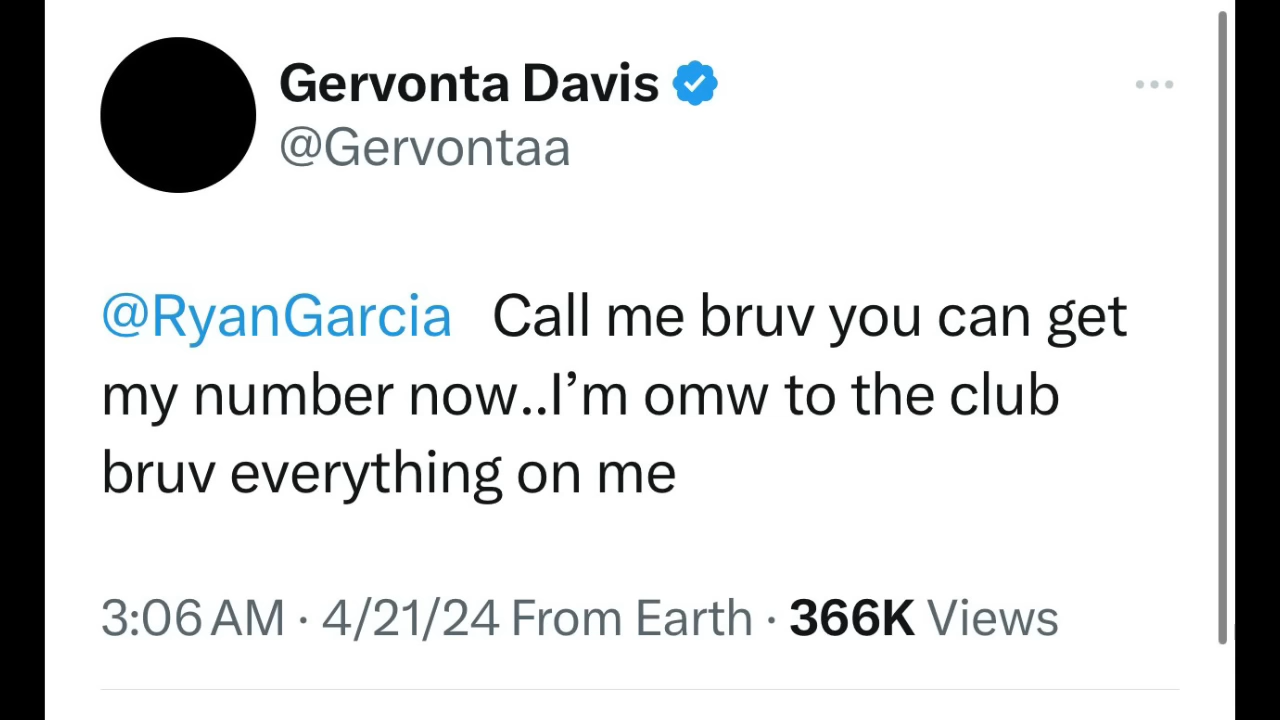 Gervonta Davis
@Gervontaa
@RyanGarcia Call me bruv you can get
my number now..I’m omw to the club
bruv everything on me
3:06 AM · 4/21/24 From Earth · 366K Views